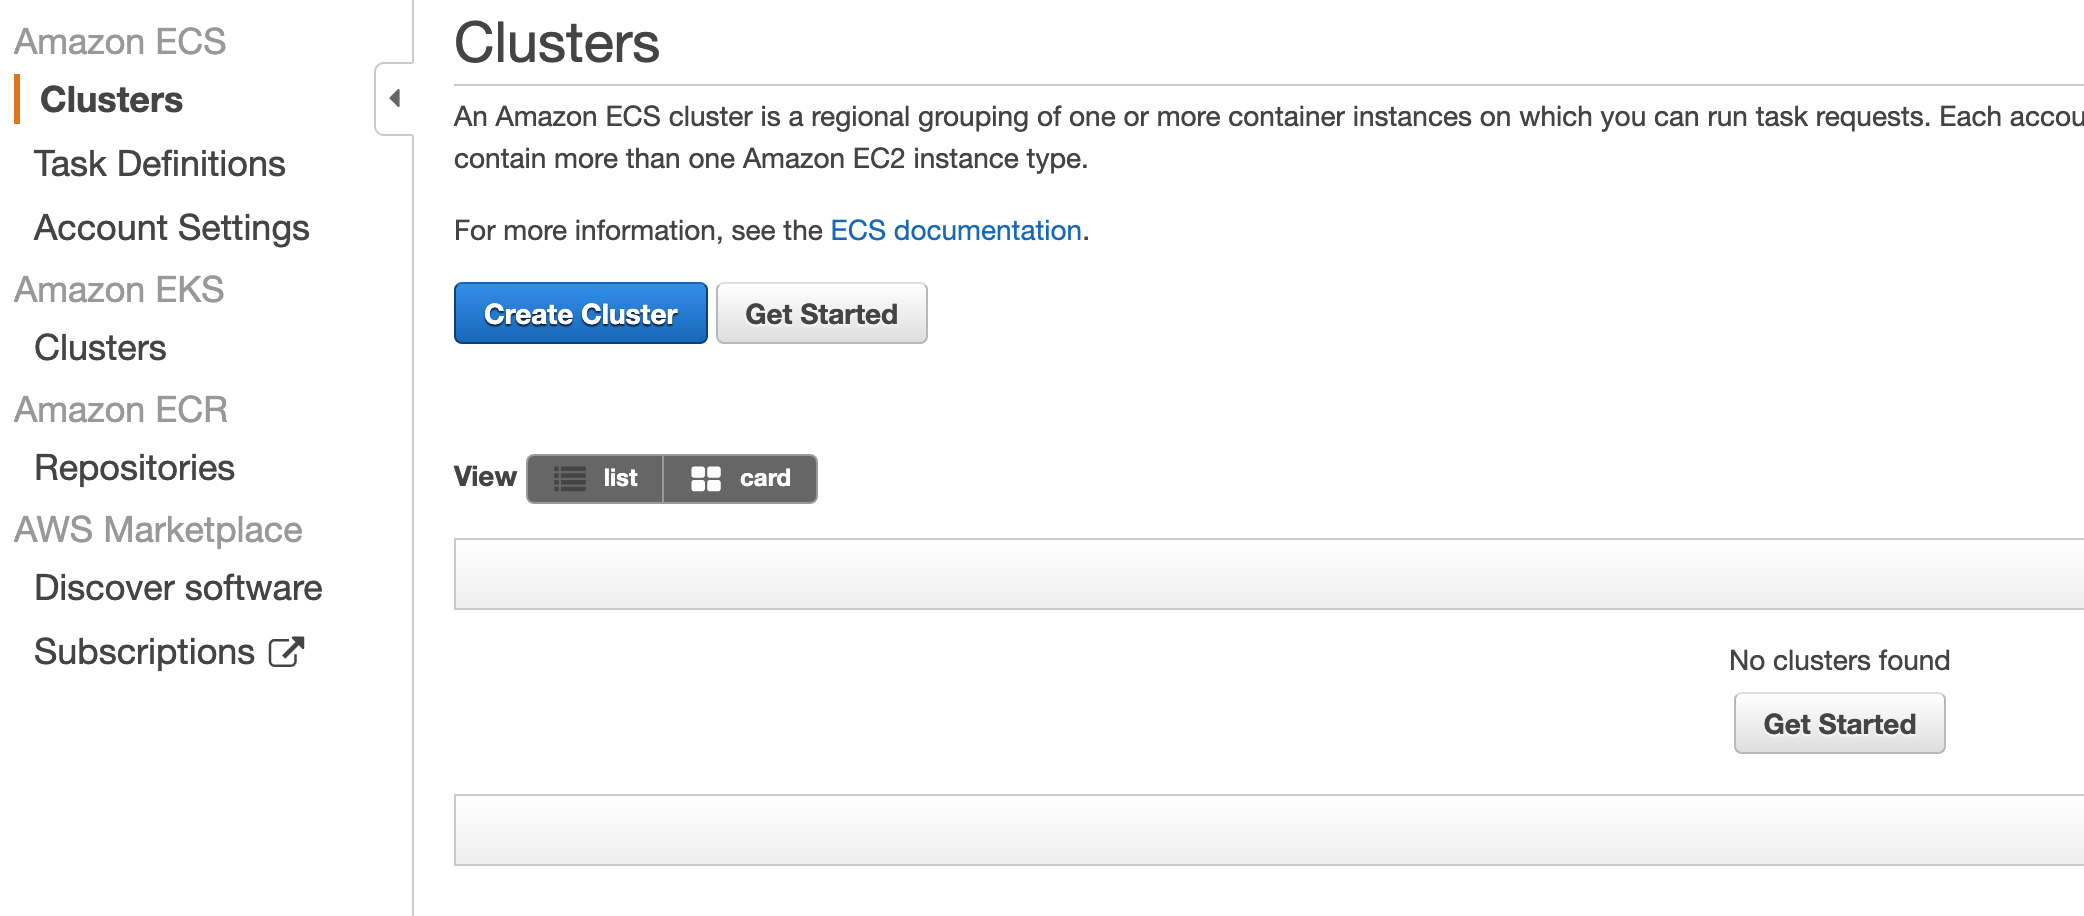 Amazon ECS
Clusters
Task Definitions
Account Settings
Amazon EKS
Clusters
Amazon ECR
Repositories
AWS Marketplace
Discover software
Subscriptions
Clusters
An Amazon ECS cluster is a regional grouping of one or more container instances on which you can run task requests. Each
contain more than one Amazon EC2 instance type.
For more information, see the ECS documentation.
Create Cluster Get Started
View list card
No clusters found
Get Started